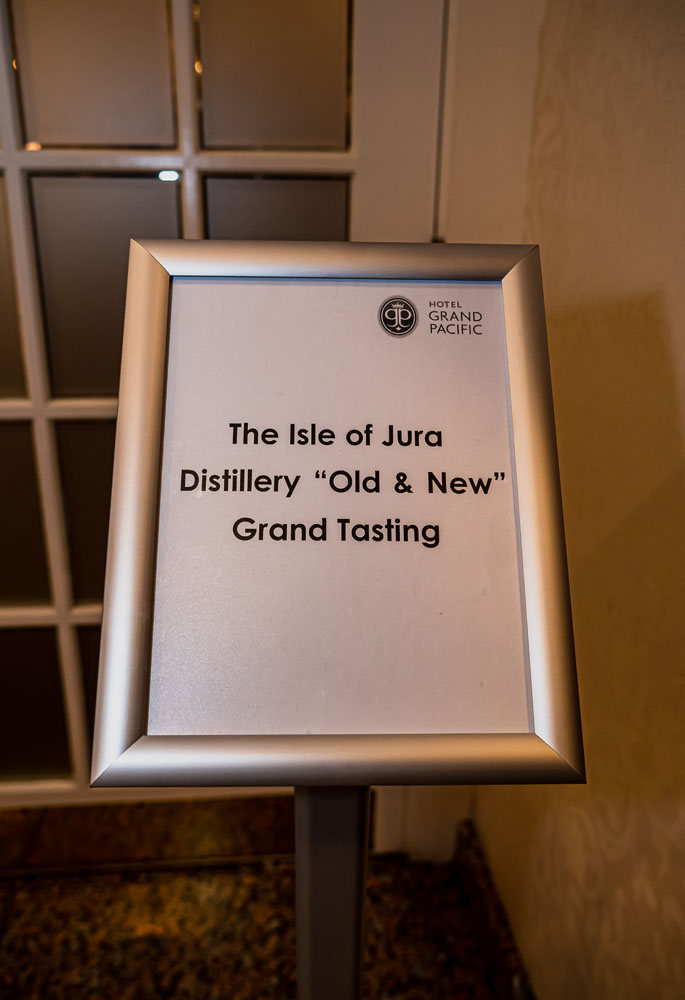 HOTEL
GRAND
PACIFIC
The Isle of Jura
Distillery “Old & New”
Grand Tasting